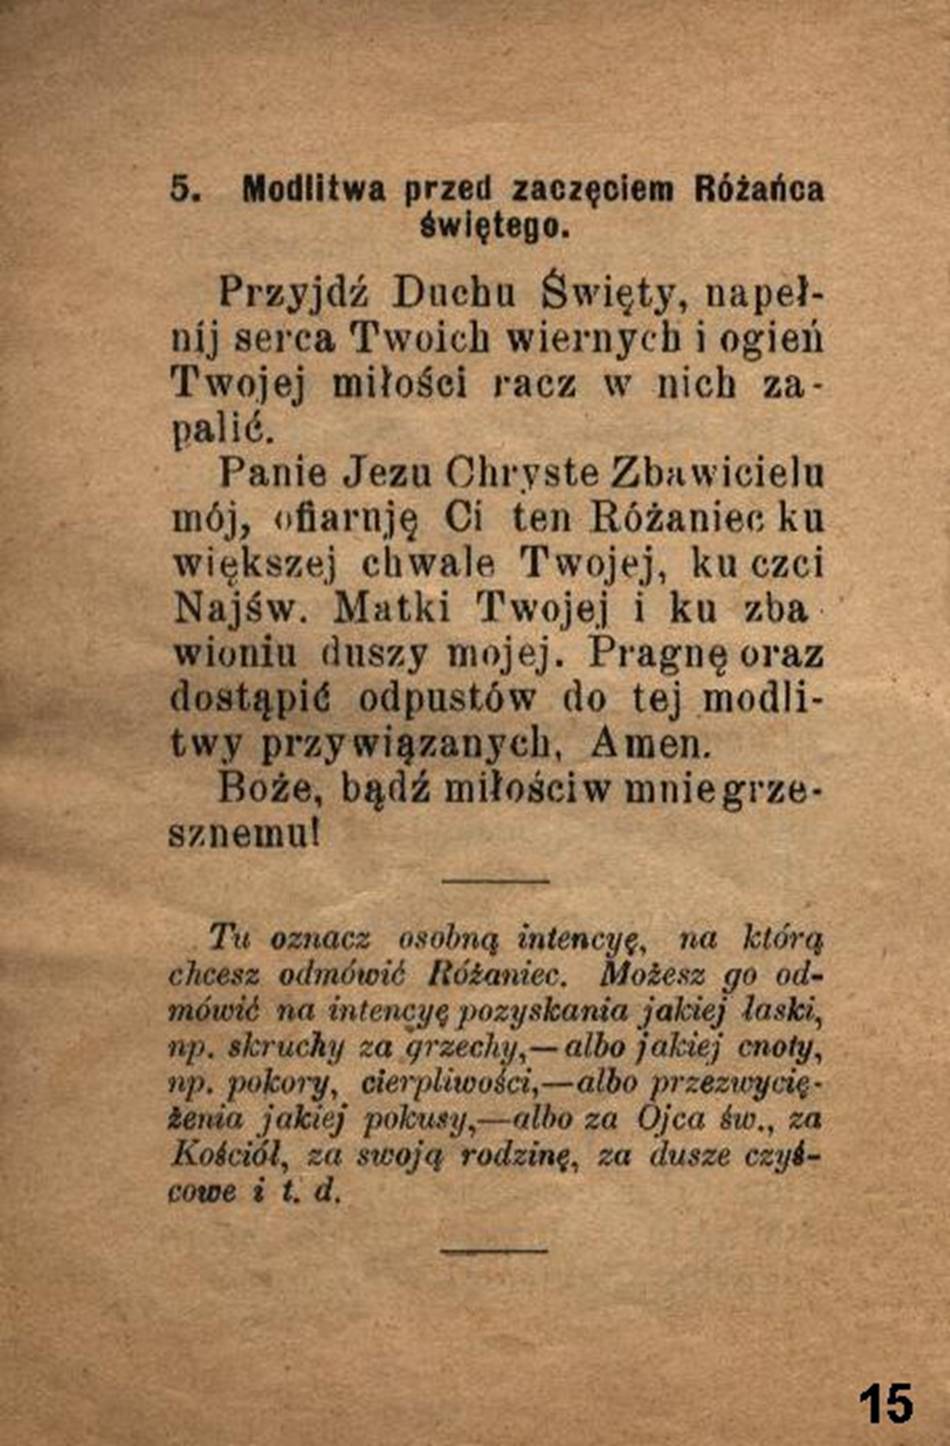 5. Modlitwa przed zaczęciem Różańca
świętego.
Przyjdź Duchu Święty, napeł-
nij serca Twoich wiernych i ogień
Twojej miłości racz w nich za-
palić.
Panie Jezu Chryste Zbawicielu
mój, ofiaruję Ci ten Różaniec ku
większej chwale Twojej, ku czci
Najśw. Matki Twojej i ku zba-
wioniu duszy mojej. Pragnę oraz
dostąpić odpustów do tej modli-
twy przywiązanych, Amen.
Boże, bądź miłościw mnie grze-
sznemu!
Tu oznacz osobną intencyę, na którą
chcesz odmówić Różaniec. Możesz go od-
mówić na intencyę pozyskania jakiej łaski,
np. skruchy za grzechy,—albo jakiej cnoty,
np. pokory, cierpliwości,—albo przezwycię-
żenia jakiej pokusy,—albo za Ojca św., za
Kościół, za swoją rodzinę, za dusze czyś-
cowe i t. d.
15